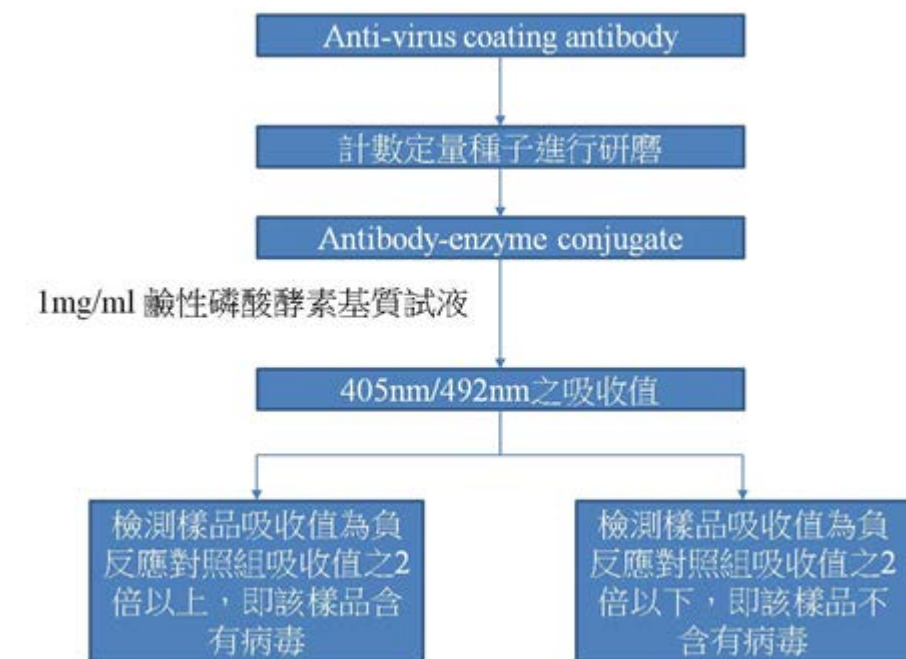 Anti-virus coating antibody
計數定量種子進行研磨
Antibody-enzyme conjugate
1mg/ml 鹼性磷酸酵素基質試液
405nm/492nm之吸收值
檢測樣品吸收值為負
反應對照組吸收值之2
倍以上，即該樣品含
有病毒
檢測樣品吸收值為負
反應對照組吸收值之2
倍以下，即該樣品不
含有病毒